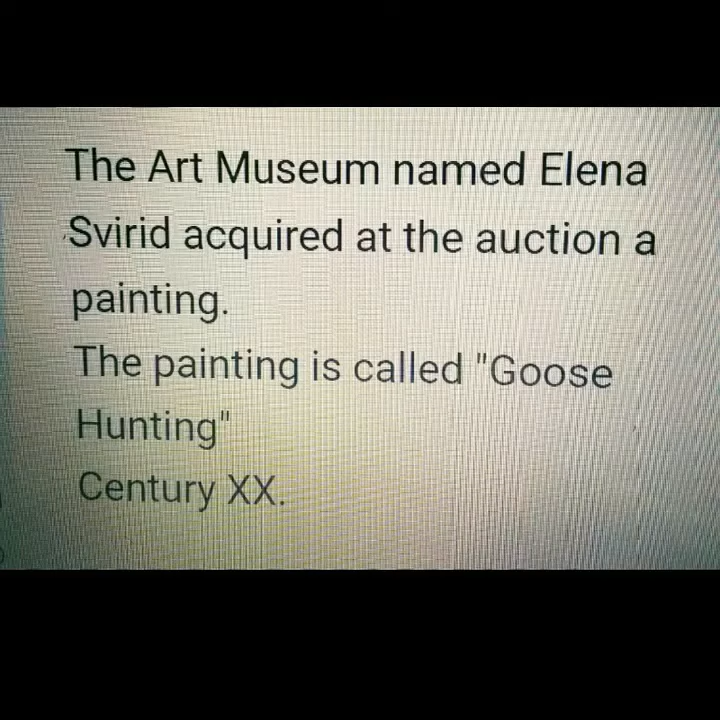 The Art Museum named Elena
Svirid acquired at the auction a
painting.
The painting is called "Goose
Hunting"
Century XX.